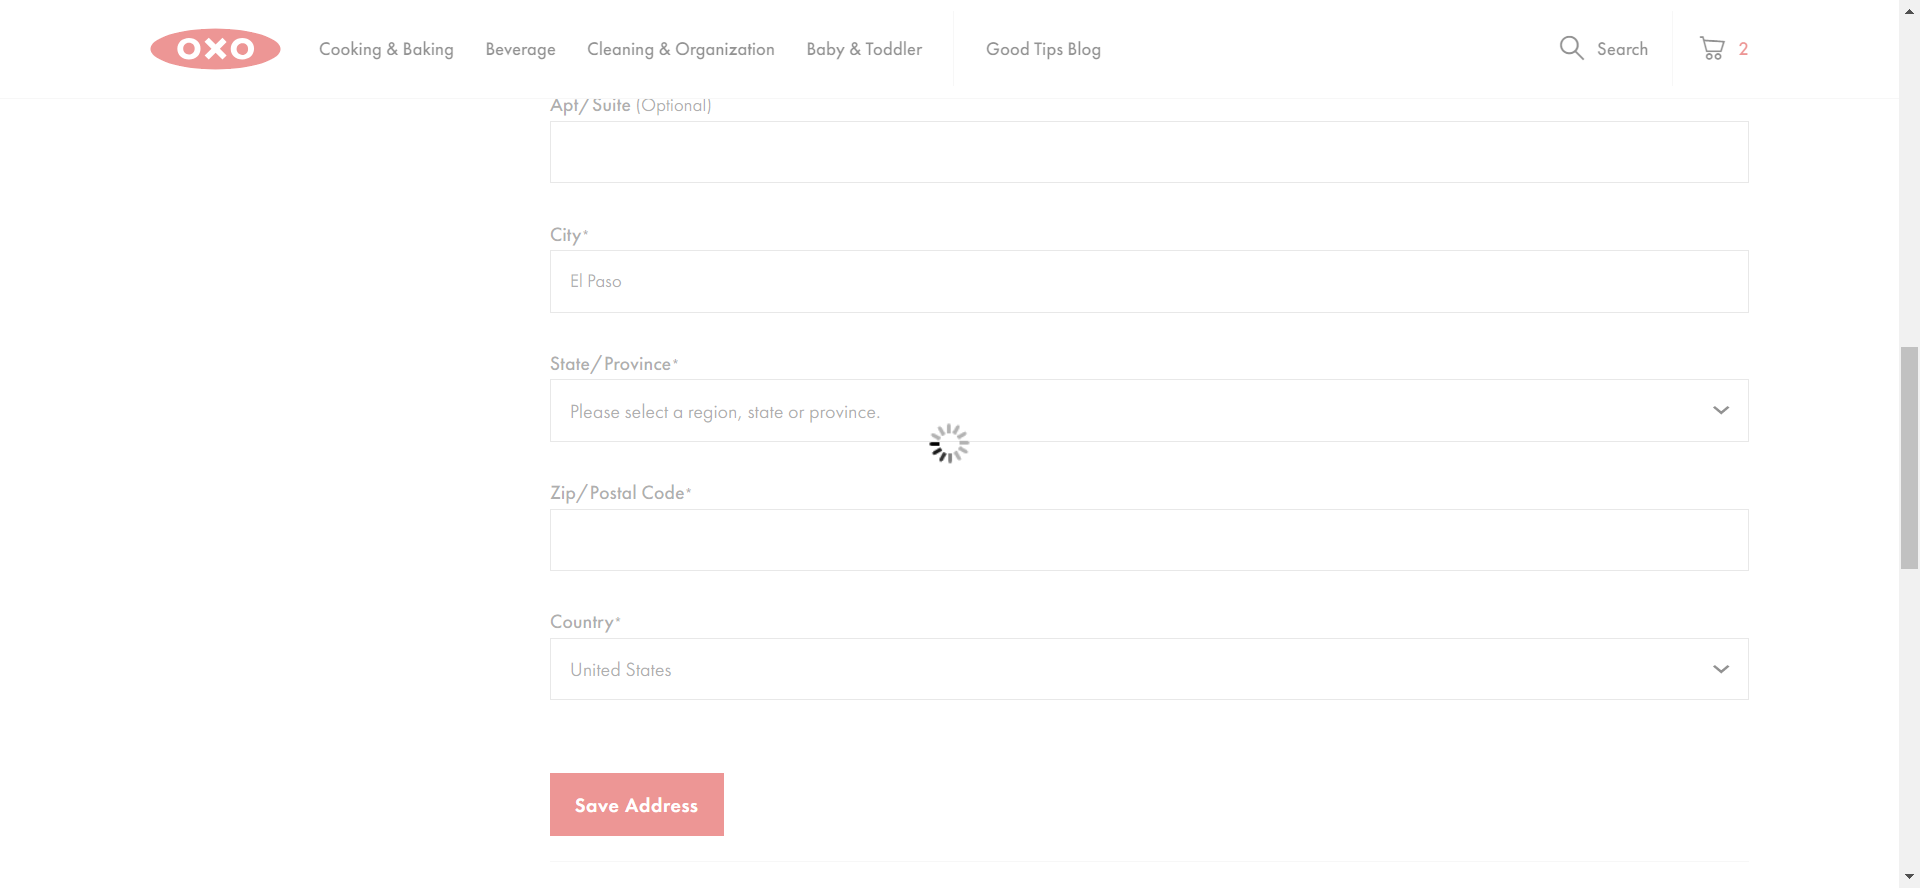 OXO
Cooking & Baking
Beverage
Cleaning & Organization
Baby & Toddler
Good Tips Blog
Search
2
Apt/Suite (Optional)
City*
El Paso
State/Province*
Please select a region, state or province.
Zip/Postal Code*
Country*
United States
Save Address